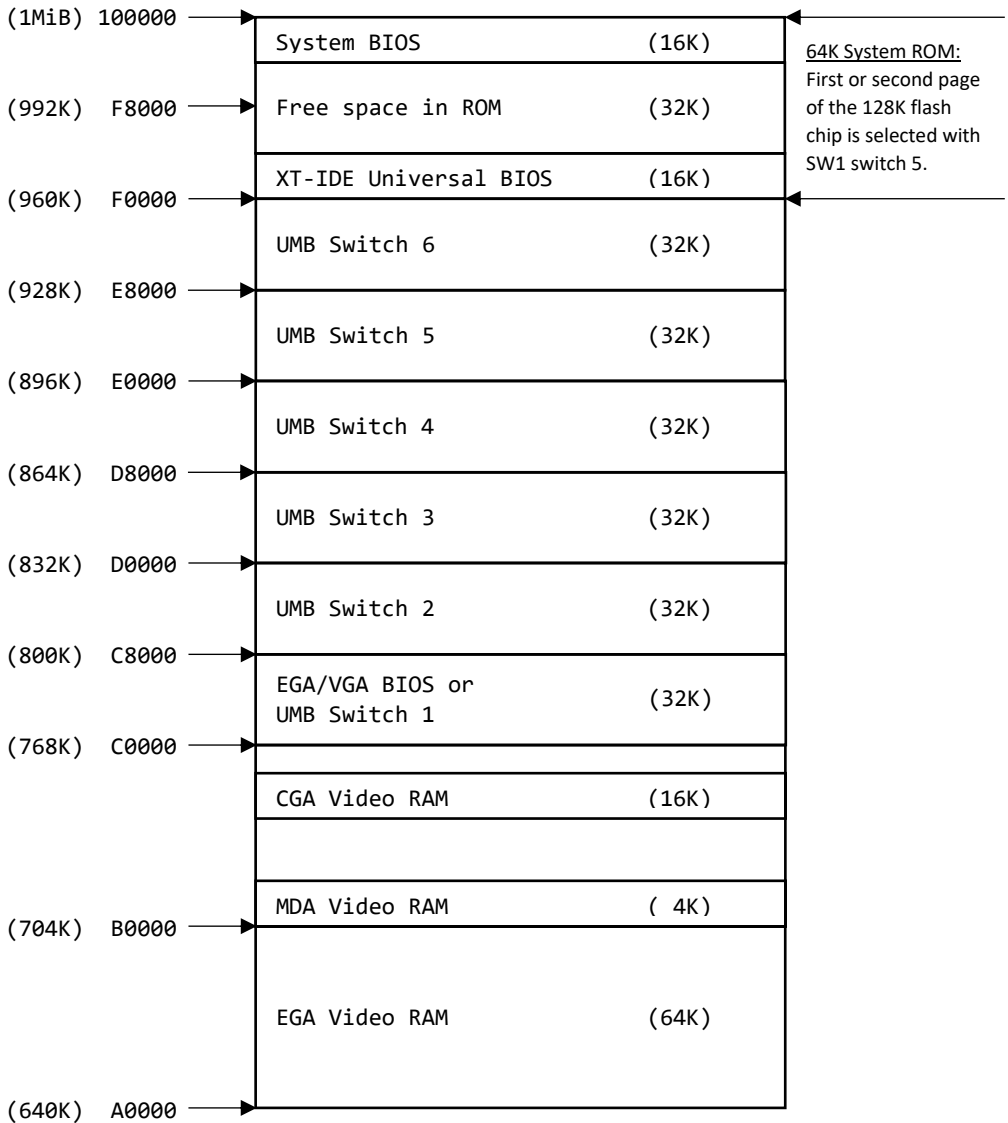 (1MiB) 100000
System BIOS (16K)
64K System ROM:
First or second page
of the 128K flash
chip is selected with
SW1 switch 5.
(992K) F8000
Free space in ROM (32K)
XT-IDE Universal BIOS (16K)
(960K) F0000
UMB Switch 6 (32K)
(928K) E8000
UMB Switch 5 (32K)
(896K) E0000
UMB Switch 4 (32K)
(864K) D8000
UMB Switch 3 (32K)
(832K) D0000
UMB Switch 2 (32K)
(800K) C8000
EGA/VGA BIOS or
UMB Switch 1 (32K)
(768K) C0000
CGA Video RAM (16K)
MDA Video RAM ( 4K)
(704K) B0000
EGA Video RAM (64K)
(640K) A0000